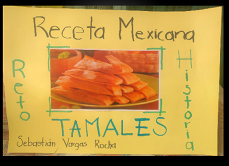 Receta Mexicana
Reto
Historia
TAMALES
Sebastián Vargas Rocha